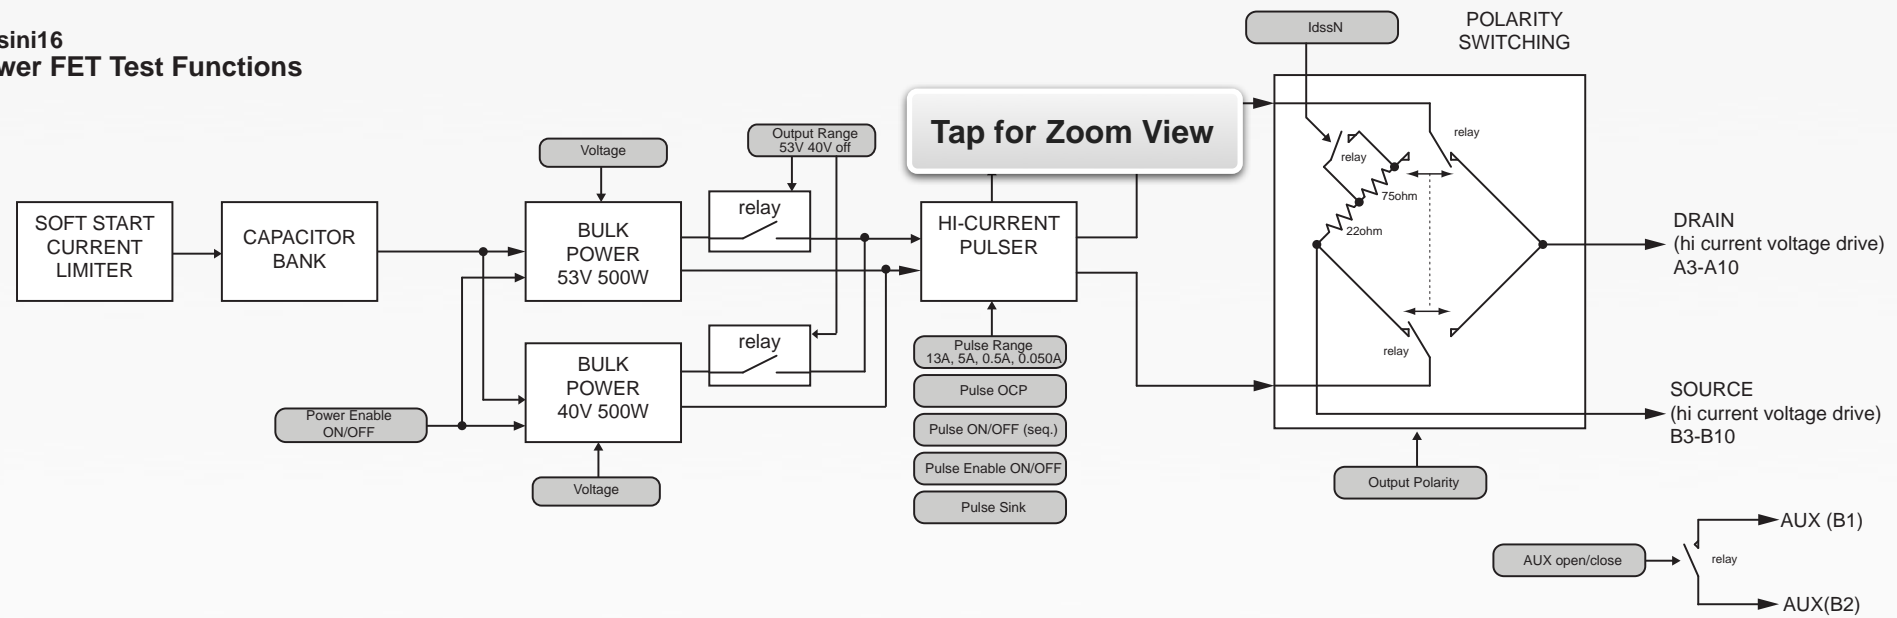 sini16
wer FET Test Functions
IdssN
POLARITY
SWITCHING
Tap for Zoom View
Output Range
53V 40V off
Voltage
relay
relay
relay
75ohm
22ohm
relay
SOFT START
CURRENT
LIMITER
CAPACITOR
BANK
BULK
POWER
53V 500W
HI-CURRENT
PULSER
DRAIN
(hi current voltage drive)
A3-A10
relay
BULK
POWER
40V 500W
Pulse Range
13A, 5A, 0.5A, 0.050A
Pulse OCP
Pulse ON/OFF (seq.)
Pulse Enable ON/OFF
Pulse Sink
Power Enable
ON/OFF
Voltage
SOURCE
(hi current voltage drive)
B3-B10
Output Polarity
AUX (B1)
AUX open/close
relay
AUX(B2)